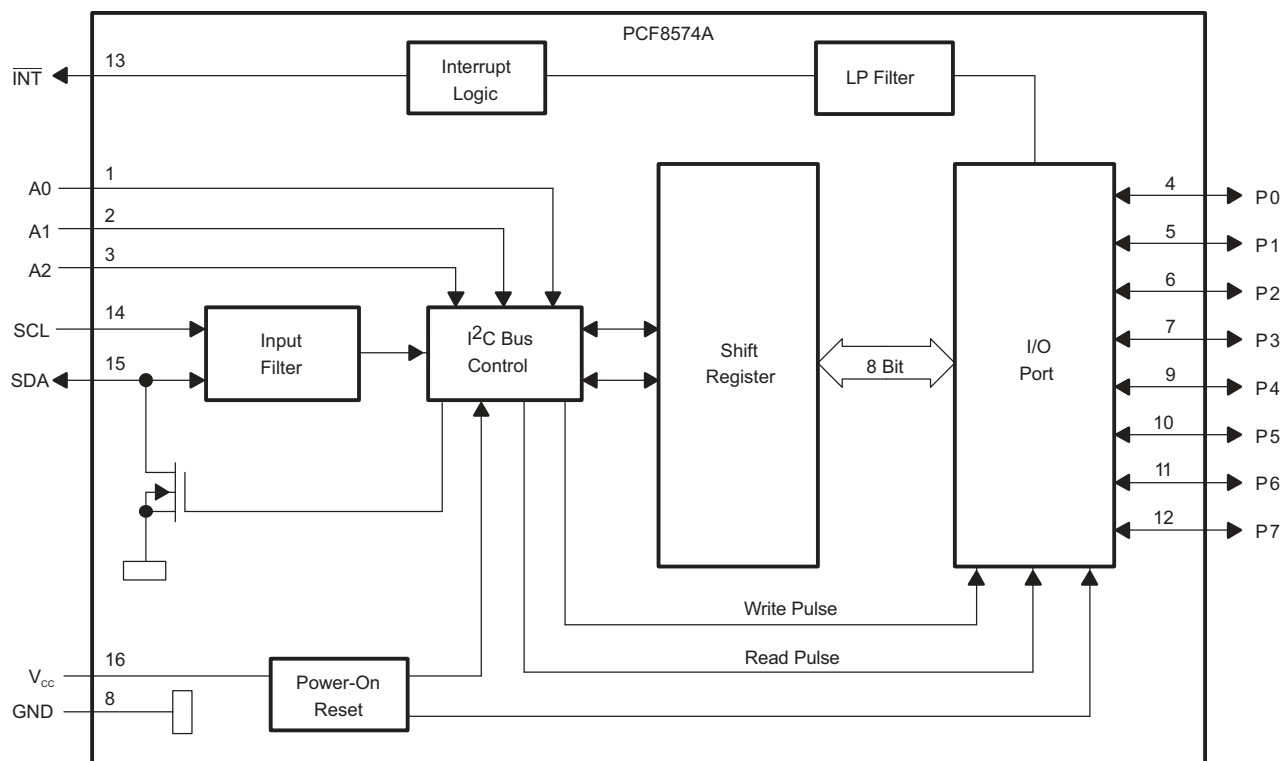 PCF8574A
INT
13
Interrupt
Logic
LP Filter
A0
1
A1
2
A2
3
SCL
14
SDA
15
Input
Filter
I2C Bus
Control
Shift
Register
8 Bit
I/O
Port
4
P0
5
P1
6
P2
7
P3
9
P4
10
P5
11
P6
12
P7
Write Pulse
Read Pulse
VCC
16
GND
8
Power-On
Reset